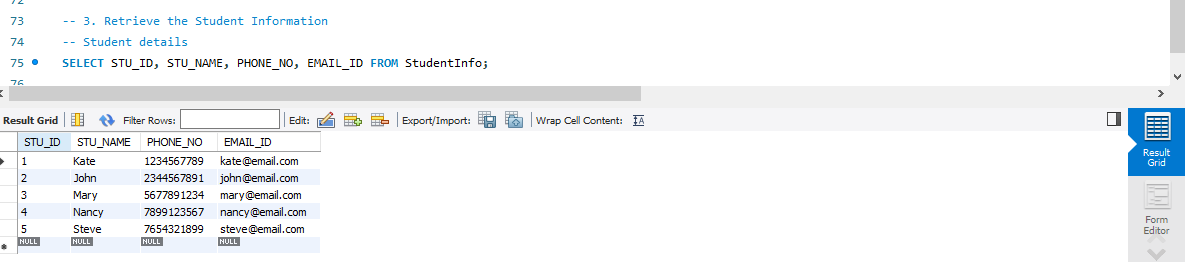 72
73 -- 3. Retrieve the Student Information
74 -- Student details
75 SELECT STU_ID, STU_NAME, PHONE_NO, EMAIL_ID FROM StudentInfo;
76
Result Grid Filter Rows: Edit: Export/Import: Wrap Cell Content: IA
STU_ID STU_NAME PHONE_NO EMAIL_ID
1 Kate 1234567789 kate@email.com
2 John 2344567891 john@email.com
3 Mary 5677891234 mary@email.com
4 Nancy 7899123567 nancy@email.com
5 Steve 7654321899 steve@email.com
NULL NULL NULL NULL
Result
Grid
Form
Editor